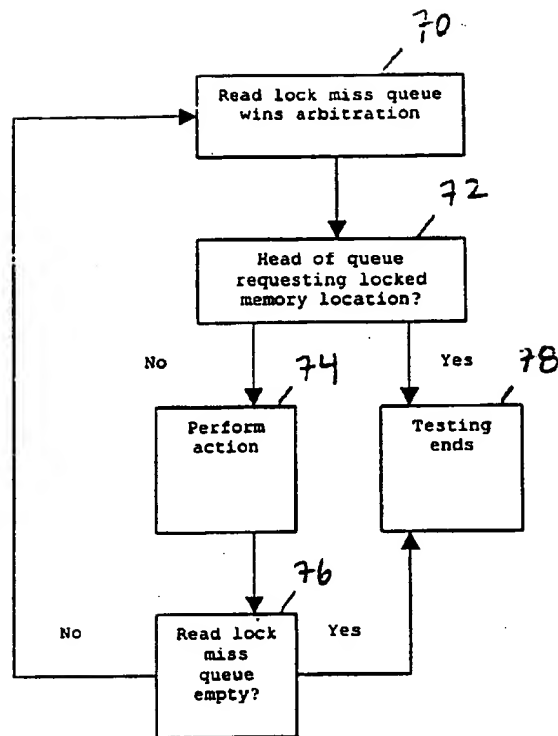 70
Read lock miss queue
wins arbitration
72
Head of queue
requesting locked
memory location?
No
Yes
74
78
Perform
action
Testing
ends
76
No
Yes
Read lock
miss
queue
empty?